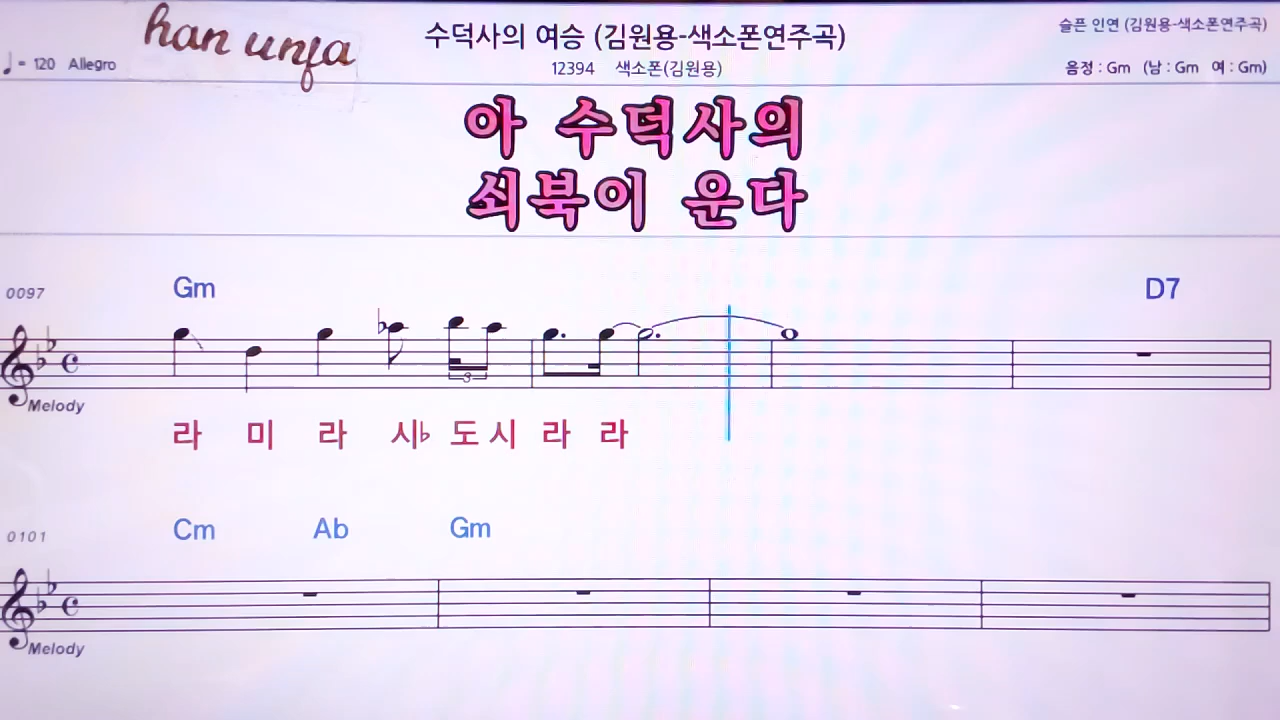 han unfa
수덕사의 여승 (김원용-색소폰연주곡)
슬픈 인연 (김원용-색소폰연주곡)
♩= 120 Allegro
12394 색소폰(김원용)
음정 : Gm (남 : Gm 여 : Gm)
아 수덕사의
쇠북이 운다
0097 Gm D7
3
Melody
라 미 라 시♭ 도 시 라 라
0101 Cm Ab Gm
Melody